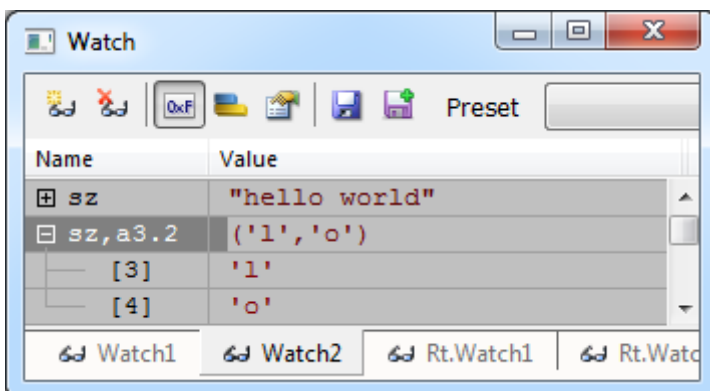 Watch
0xF Preset
Name Value
sz "hello world"
sz,a3.2 ('l','o')
[3] 'l'
[4] 'o'
Watch1 Watch2 Rt.Watch1 Rt.Watc